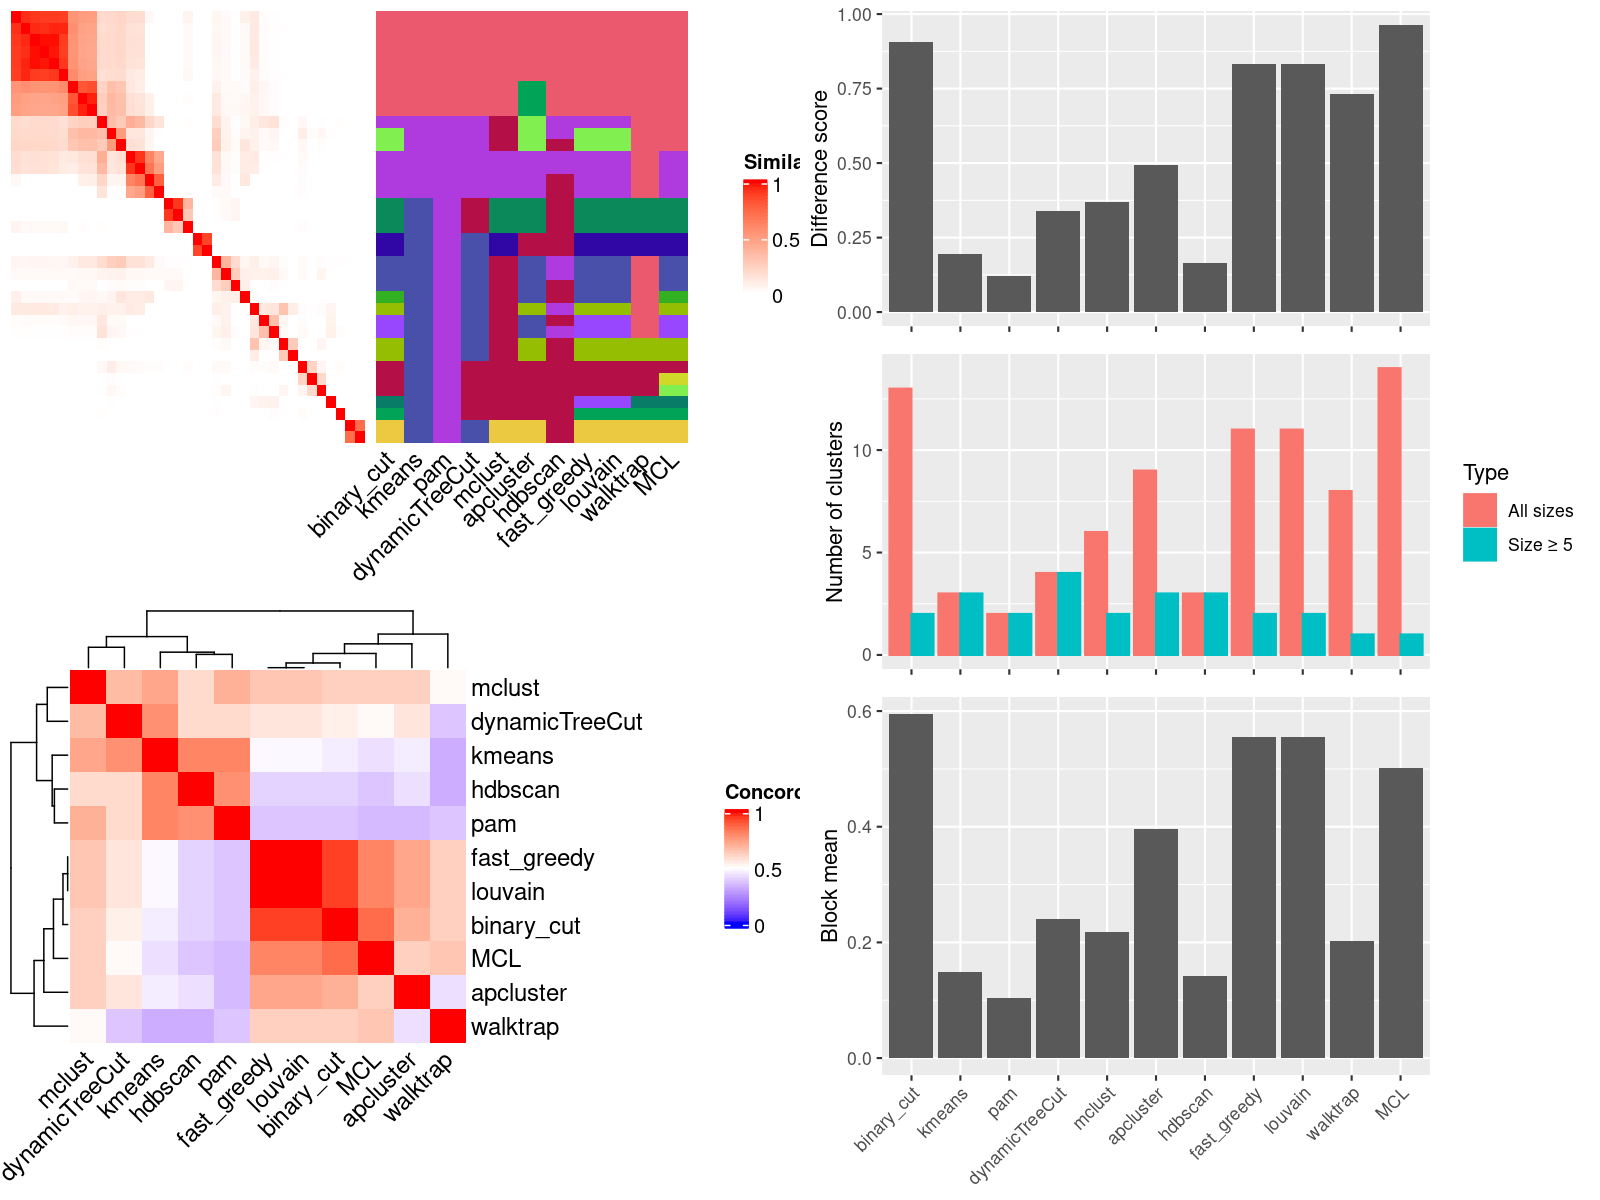 Simila
1
0.5
0
binary_cut
kmeans
pam
dynamicTreeCut
mclust
apcluster
hdbscan
fast_greedy
louvain
walktrap
MCL
mclust
dynamicTreeCut
kmeans
hdbscan
pam
fast_greedy
louvain
binary_cut
MCL
apcluster
walktrap
mclust
dynamicTreeCut
kmeans
hdbscan
pam
fast_greedy
louvain
binary_cut
MCL
apcluster
walktrap
Concord
1
0.5
0
Difference score
1.00
0.75
0.50
0.25
0.00
Number of clusters
10
5
0
Type
All sizes
Size ≥ 5
Block mean
0.6
0.4
0.2
0.0
binary_cut
kmeans
pam
dynamicTreeCut
mclust
apcluster
hdbscan
fast_greedy
louvain
walktrap
MCL